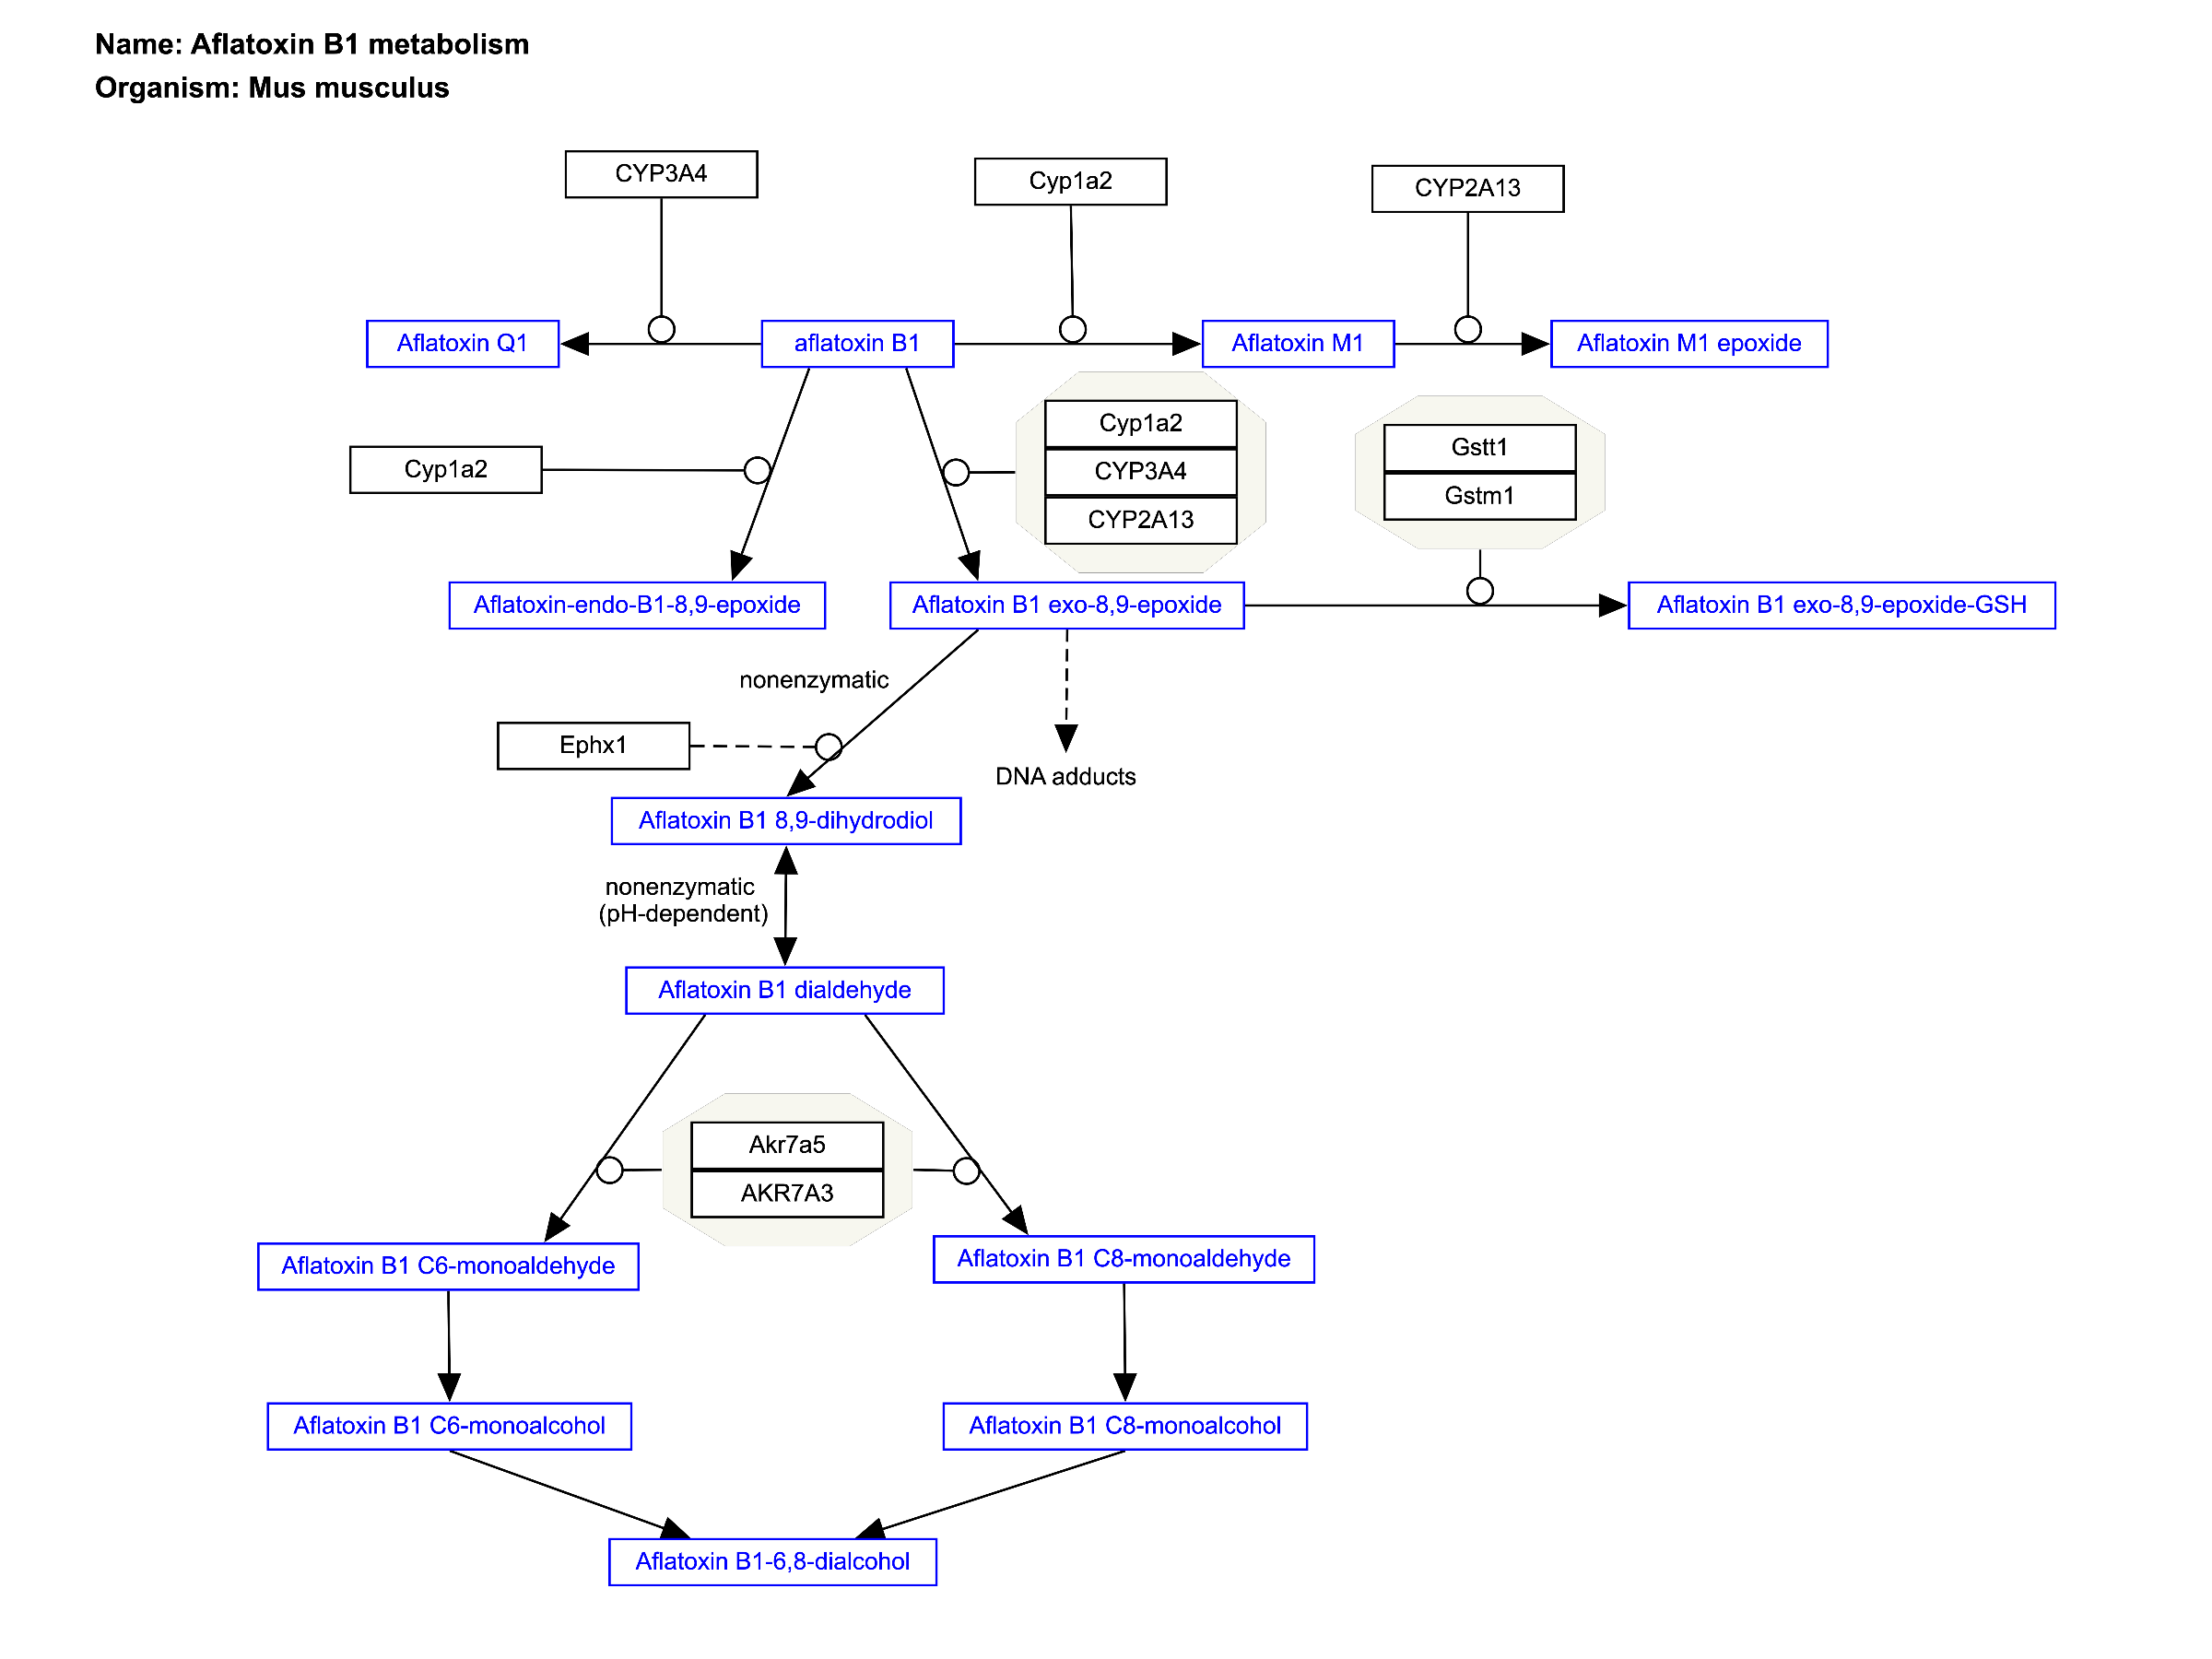 Name: Aflatoxin B1 metabolism
Organism: Mus musculus
CYP3A4
Cyp1a2
CYP2A13
Aflatoxin Q1
aflatoxin B1
Aflatoxin M1
Aflatoxin M1 epoxide
Cyp1a2
Cyp1a2
CYP3A4
CYP2A13
Gstt1
Gstm1
Aflatoxin-endo-B1-8,9-epoxide
Aflatoxin B1 exo-8,9-epoxide
Aflatoxin B1 exo-8,9-epoxide-GSH
nonenzymatic
Ephx1
DNA adducts
Aflatoxin B1 8,9-dihydrodiol
nonenzymatic
(pH-dependent)
Aflatoxin B1 dialdehyde
Akr7a5
AKR7A3
Aflatoxin B1 C6-monoaldehyde
Aflatoxin B1 C8-monoaldehyde
Aflatoxin B1 C6-monoalcohol
Aflatoxin B1 C8-monoalcohol
Aflatoxin B1-6,8-dialcohol